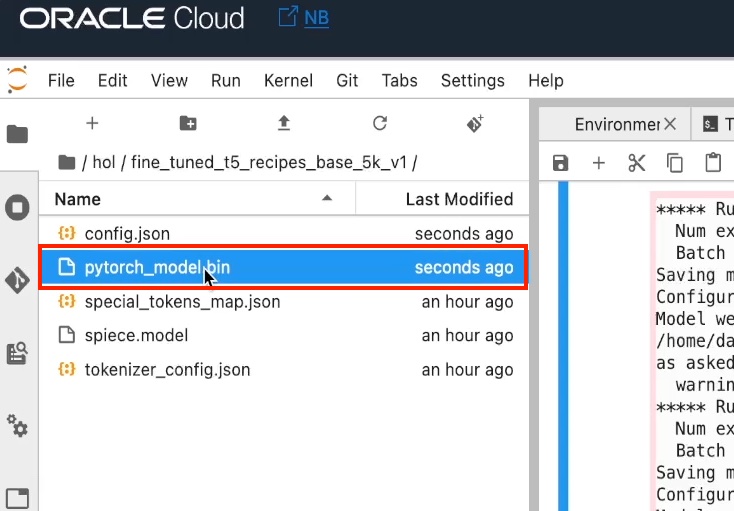 ORACLE Cloud NB
File Edit View Run Kernel Git Tabs Settings Help
/ hol / fine_tuned_t5_recipes_base_5k_v1 /
Name Last Modified
config.json seconds ago
pytorch_model.bin seconds ago
special_tokens_map.json an hour ago
spiece.model an hour ago
tokenizer_config.json an hour ago
Environmer
$_ T
***** Ru
Num ex
Batch
Saving m
Configur
Model we
/home/da
as asked
warnin
***** Ru
Num ex
Batch
Saving m
Configur